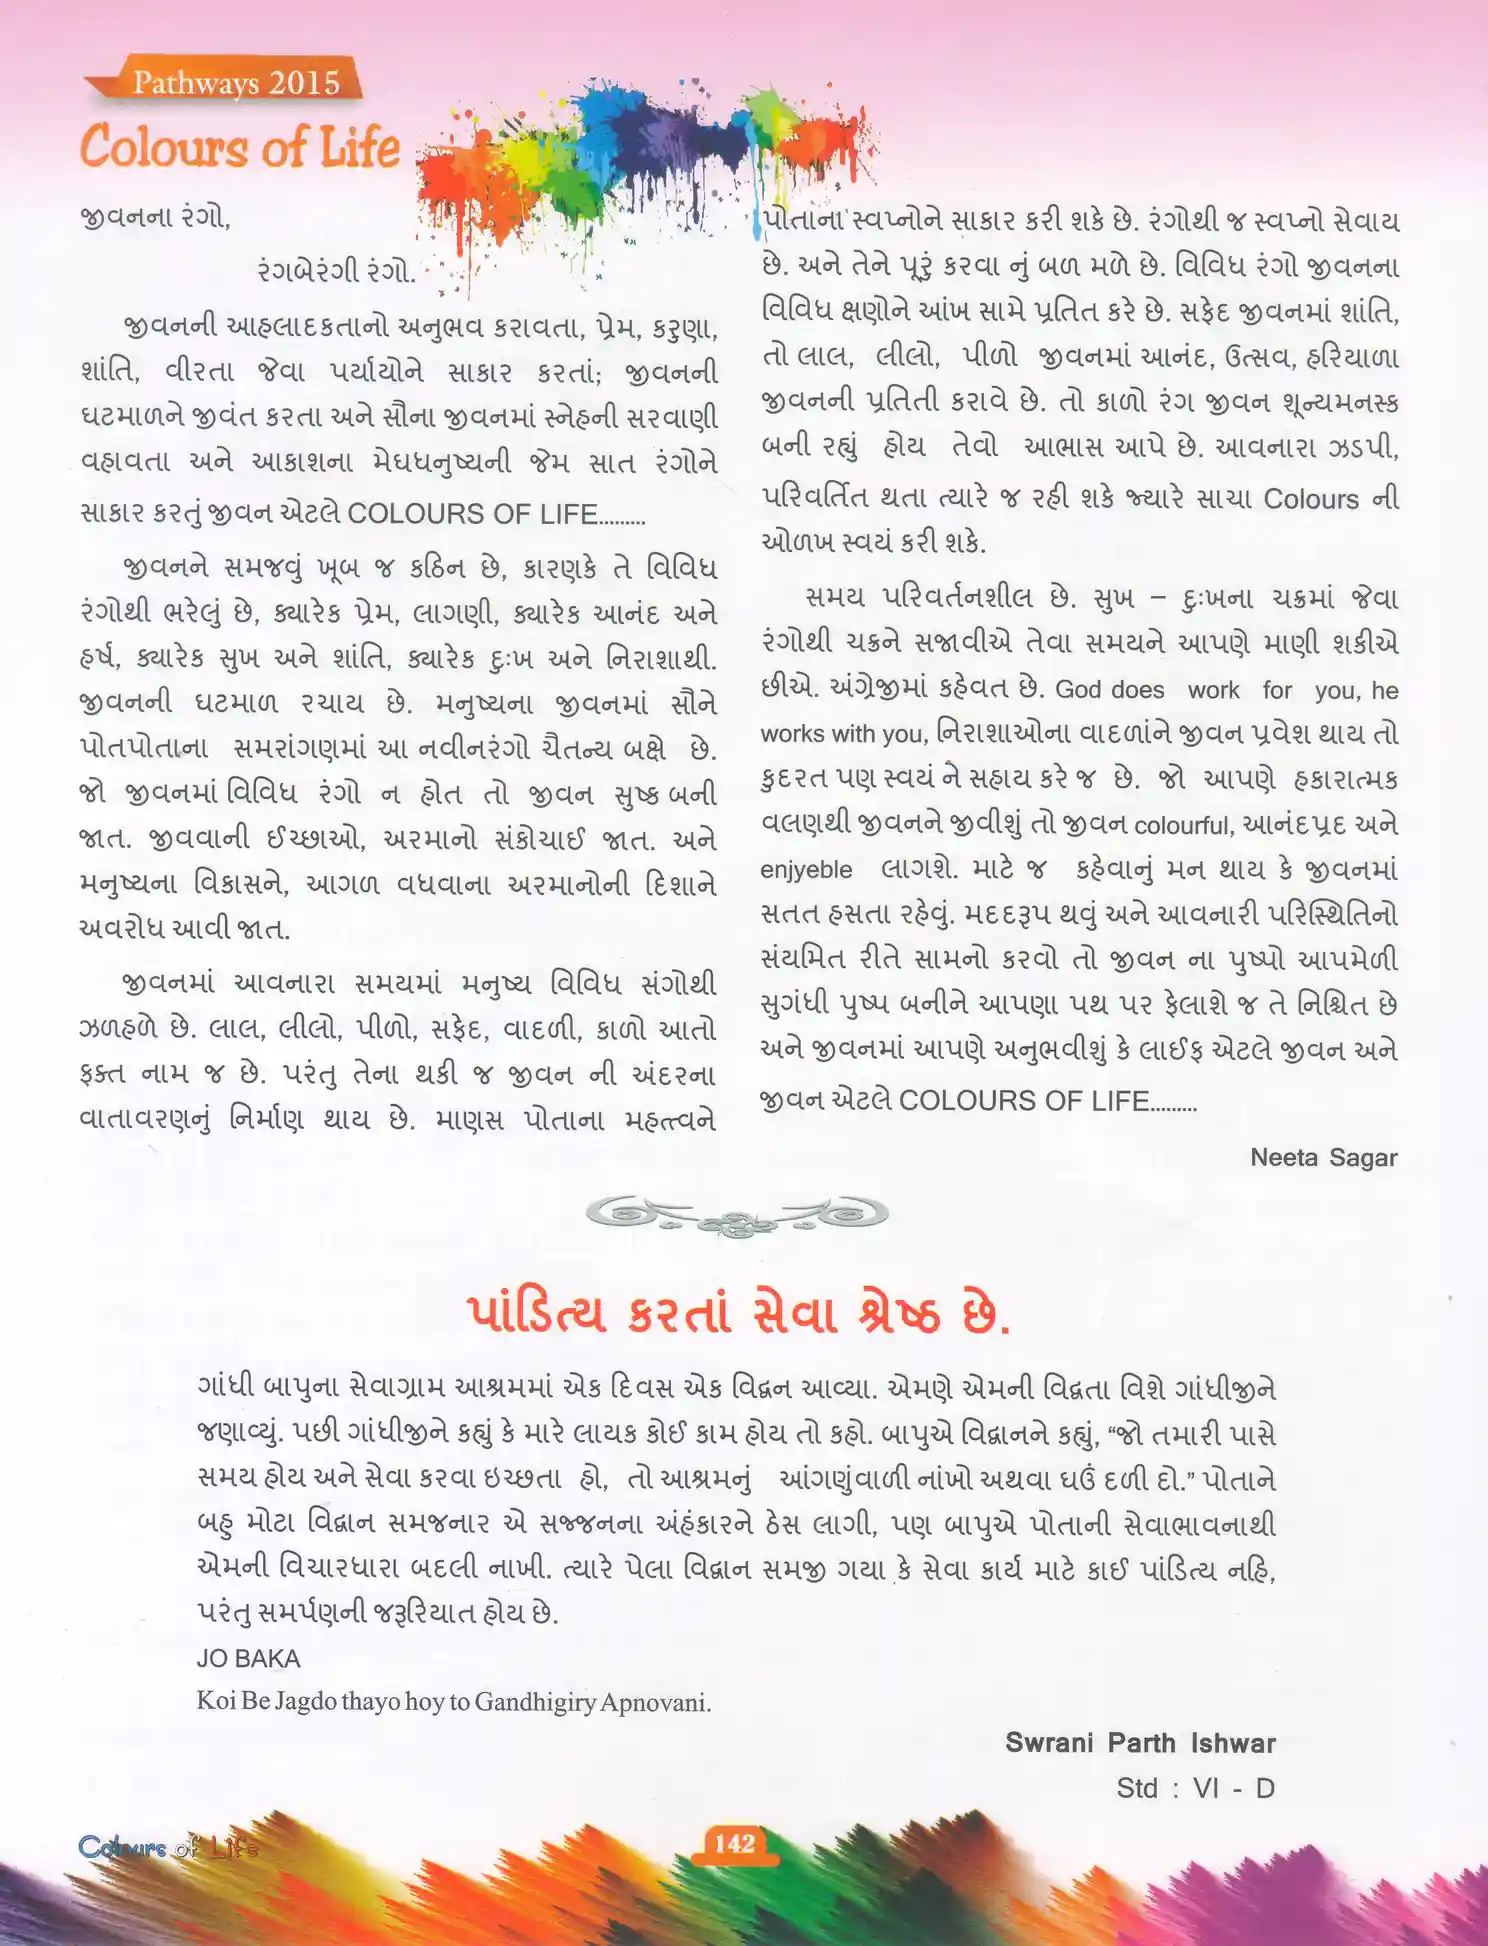 Pathways 2015
Colours of Life
જીવનના રંગો,
રંગબેરંગી રંગો.
જીવનની આહલાદકતાનો અનુભવ કરાવતા, પ્રેમ, કરુણા,
શાંતિ, વીરતા જેવા પર્યાયોને સાકાર કરતાં; જીવનની
ઘટમાળને જીવંત કરતા અને સૌના જીવનમાં સ્નેહની સરવાણી
વહાવતા અને આકાશના મેઘધનુષ્યની જેમ સાત રંગોને
સાકાર કરતું જીવન એટલે COLOURS OF LIFE.........
જીવનને સમજવું ખૂબ જ કઠિન છે, કારણકે તે વિવિધ
રંગોથી ભરેલું છે, ક્યારેક પ્રેમ, લાગણી, ક્યારેક આનંદ અને
હર્ષ, ક્યારેક સુખ અને શાંતિ, ક્યારેક દુઃખ અને નિરાશાથી.
જીવનની ઘટમાળ રચાય છે. મનુષ્યના જીવનમાં સૌને
પોતપોતાના સમરાંગણમાં આ નવીનરંગો ચૈતન્ય બક્ષે છે.
જો જીવનમાં વિવિધ રંગો ન હોત તો જીવન સુષ્ક બની
જાત. જીવવાની ઈચ્છાઓ, અરમાનો સંકોચાઈ જાત. અને
મનુષ્યના વિકાસને, આગળ વધવાના અરમાનોની દિશાને
અવરોધ આવી જાત.
જીવનમાં આવનારા સમયમાં મનુષ્ય વિવિધ સંગોથી
ઝળહળે છે. લાલ, લીલો, પીળો, સફેદ, વાદળી, કાળો આતો
ફક્ત નામ જ છે. પરંતુ તેના થકી જ જીવન ની અંદરના
વાતાવરણનું નિર્માણ થાય છે. માણસ પોતાના મહત્ત્વને
પોતાના સ્વપ્નોને સાકાર કરી શકે છે. રંગોથી જ સ્વપ્નો સેવાય
છે. અને તેને પૂરું કરવા નું બળ મળે છે. વિવિધ રંગો જીવનના
વિવિધ ક્ષણોને આંખ સામે પ્રતિત કરે છે. સફેદ જીવનમાં શાંતિ,
તો લાલ, લીલો, પીળો જીવનમાં આનંદ, ઉત્સવ, હરિયાળા
જીવનની પ્રતિતી કરાવે છે. તો કાળો રંગ જીવન શૂન્યમનસ્ક
બની રહ્યું હોય તેવો આભાસ આપે છે. આવનારા ઝડપી,
પરિવર્તિત થતા ત્યારે જ રહી શકે જ્યારે સાચા Colours ની
ઓળખ સ્વયં કરી શકે.
સમય પરિવર્તનશીલ છે. સુખ – દુઃખના ચક્રમાં જેવા
રંગોથી ચક્રને સજાવીએ તેવા સમયને આપણે માણી શકીએ
છીએ. અંગ્રેજીમાં કહેવત છે. God does work for you, he
works with you, નિરાશાઓના વાદળાંને જીવન પ્રવેશ થાય તો
કુદરત પણ સ્વયં ને સહાય કરે જ છે. જો આપણે હકારાત્મક
વલણથી જીવનને જીવીશું તો જીવન colourful, આનંદપ્રદ અને
enjyeble લાગશે. માટે જ કહેવાનું મન થાય કે જીવનમાં
સતત હસતા રહેવું. મદદરૂપ થવું અને આવનારી પરિસ્થિતિનો
સંયમિત રીતે સામનો કરવો તો જીવન ના પુષ્પો આપમેળી
સુગંધી પુષ્પ બનીને આપણા પથ પર ફેલાશે જ તે નિશ્ચિત છે
અને જીવનમાં આપણે અનુભવીશું કે લાઈફ એટલે જીવન અને
જીવન એટલે COLOURS OF LIFE.........
Neeta Sagar
પાંડિત્ય કરતાં સેવા શ્રેષ્ઠ છે.
ગાંધી બાપુના સેવાગ્રામ આશ્રમમાં એક દિવસ એક વિદ્વન આવ્યા. એમણે એમની વિદ્વતા વિશે ગાંધીજીને
જણાવ્યું. પછી ગાંધીજીને કહ્યું કે મારે લાયક કોઈ કામ હોય તો કહો. બાપુએ વિદ્વાનને કહ્યું, “જો તમારી પાસે
સમય હોય અને સેવા કરવા ઇચ્છતા હો, તો આશ્રમનું આંગણુંવાળી નાંખો અથવા ઘઉં દળી દો.” પોતાને
બહુ મોટા વિદ્વાન સમજનાર એ સજ્જનના અંહંકારને ઠેસ લાગી, પણ બાપુએ પોતાની સેવાભાવનાથી
એમની વિચારધારા બદલી નાખી. ત્યારે પેલા વિદ્વાન સમજી ગયા કે સેવા કાર્ય માટે કાઈ પાંડિત્ય નહિ,
પરંતુ સમર્પણની જરૂરિયાત હોય છે.
JO BAKA
Koi Be Jagdo thayo hoy to Gandhigiry Apnovani.
Swrani Parth Ishwar
Std : VI - D
Colours of Life
142